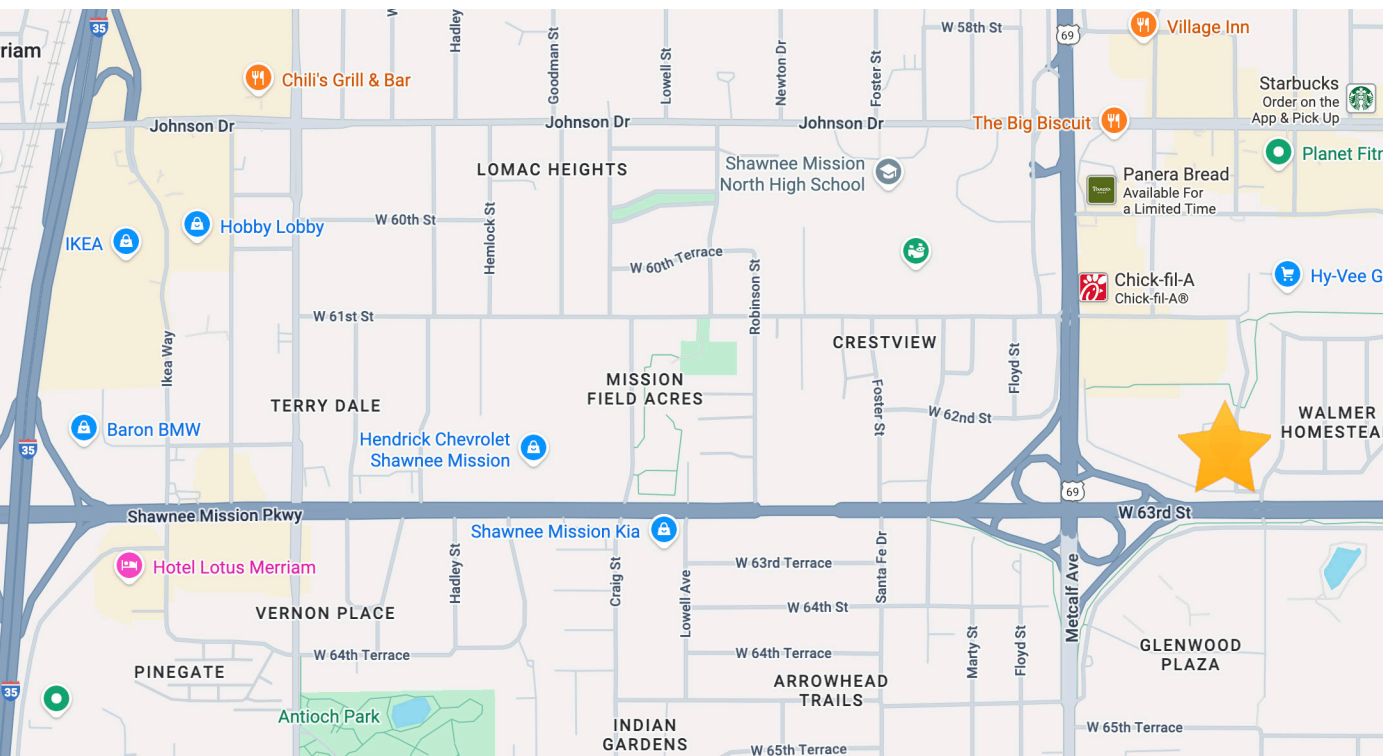 35
riam
Chili's Grill & Bar
Hadley
Goodman St
Lowell St
Newton Dr
Foster St
W 58th St
69
Village Inn
Starbucks
Order on the
App & Pick Up
Johnson Dr
Johnson Dr
Johnson Dr
The Big Biscuit
Planet Fitr
LOMAC HEIGHTS
Shawnee Mission
North High School
Panera Bread
Available For
a Limited Time
IKEA
Hobby Lobby
W 60th St
Hemlock St
W 60th Terrace
Robinson St
Chick-fil-A
Chick-fil-A®
Hy-Vee G
W 61st St
Ikea Way
CRESTVIEW
Floyd St
MISSION
FIELD ACRES
TERRY DALE
Foster St
W 62nd St
WALMER
HOMESTEA
Baron BMW
Hendrick Chevrolet
Shawnee Mission
35
69
Shawnee Mission Pkwy
W 63rd St
Shawnee Mission Kia
Hotel Lotus Merriam
Hadley St
Craig St
Lowell Ave
W 63rd Terrace
Santa Fe Dr
Metcalf Ave
VERNON PLACE
W 64th St
Marty St
Floyd St
W 64th Terrace
W 64th Terrace
GLENWOOD
PLAZA
PINEGATE
ARROWHEAD
TRAILS
35
Antioch Park
INDIAN
GARDENS
W 65th Terrace
W 65th Terrace